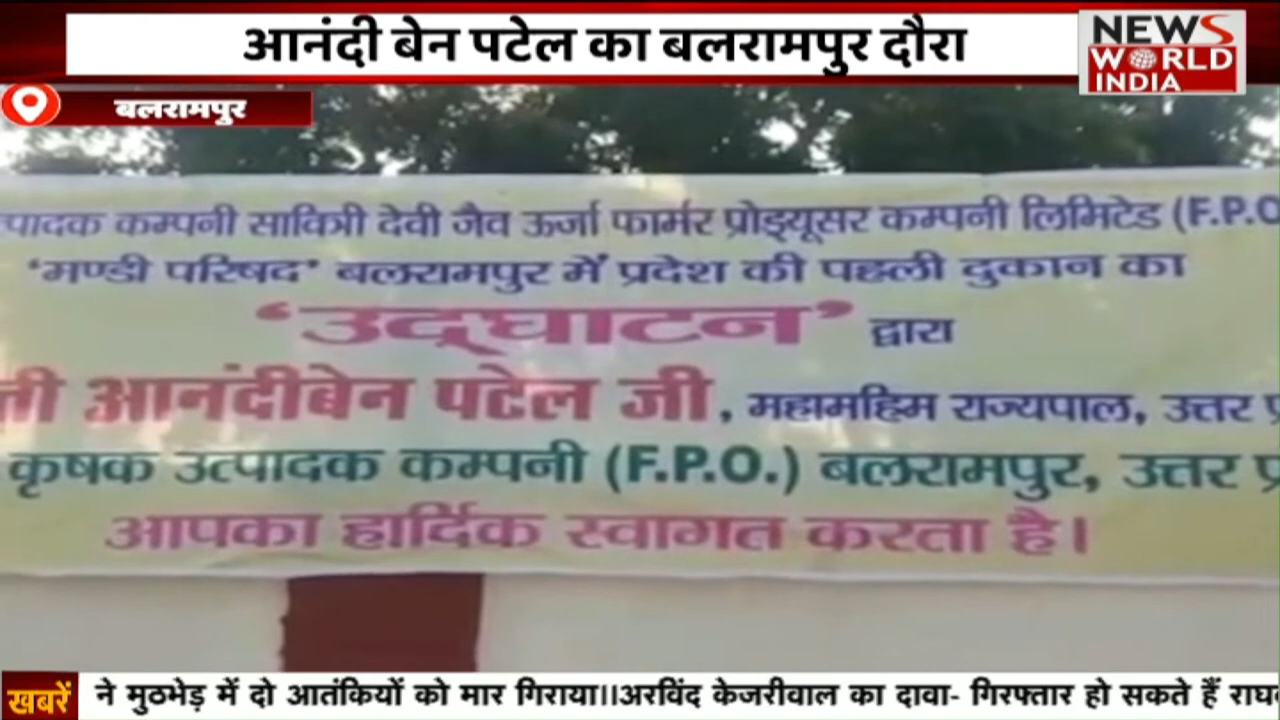 आनंदी बेन पटेल का बलरामपुर दौरा
NEWS
WORLD
INDIA
बलरामपुर
त्पादक कम्पनी सावित्री देवी जैव ऊर्जा फार्मर प्रोड्यूसर कम्पनी लिमिटेड (F.P.O
'मण्डी परिषद' बलरामपुर में प्रदेश की पहली दुकान का
'उद्घाटन' द्वारा
आनंदीबेन पटेल जी, महामहिम राज्यपाल, उत्तर प्र
कृषक उत्पादक कम्पनी (F.P.O.) बलरामपुर, उत्तर प्र
आपका हार्दिक स्वागत करता है।
खबरें
ने मुठभेड़ में दो आतंकियों को मार गिराया।।अरविंद केजरीवाल का दावा- गिरफ्तार हो सकते हैं राघव